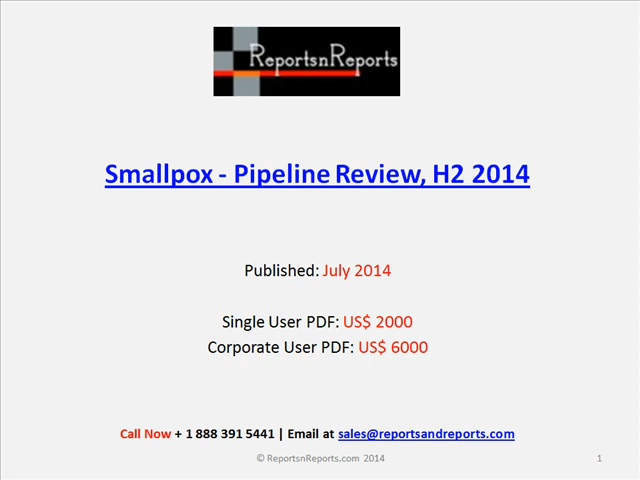 ReportsnReports
Smallpox - Pipeline Review, H2 2014
Published: July 2014
Single User PDF: US$ 2000
Corporate User PDF: US$ 6000
Call Now + 1 888 391 5441 | Email at sales@reportsandreports.com
© ReportsnReports.com 2014 1